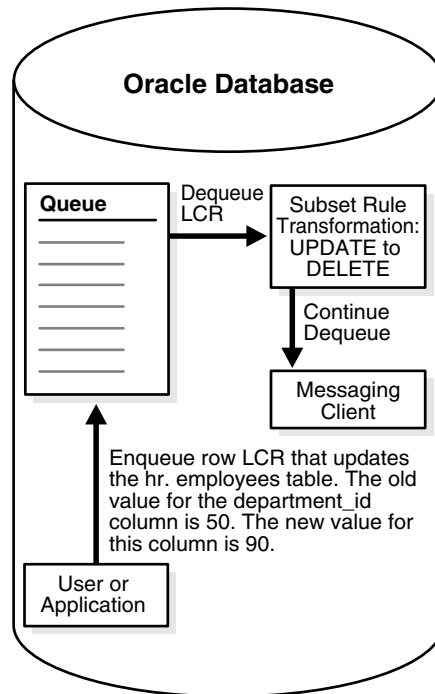 Oracle Database
Queue
Dequeue
LCR
Subset Rule
Transformation:
UPDATE to
DELETE
Continue
Dequeue
Messaging
Client
Enqueue row LCR that updates
the hr. employees table. The old
value for the department_id
column is 50. The new value for
this column is 90.
User or
Application